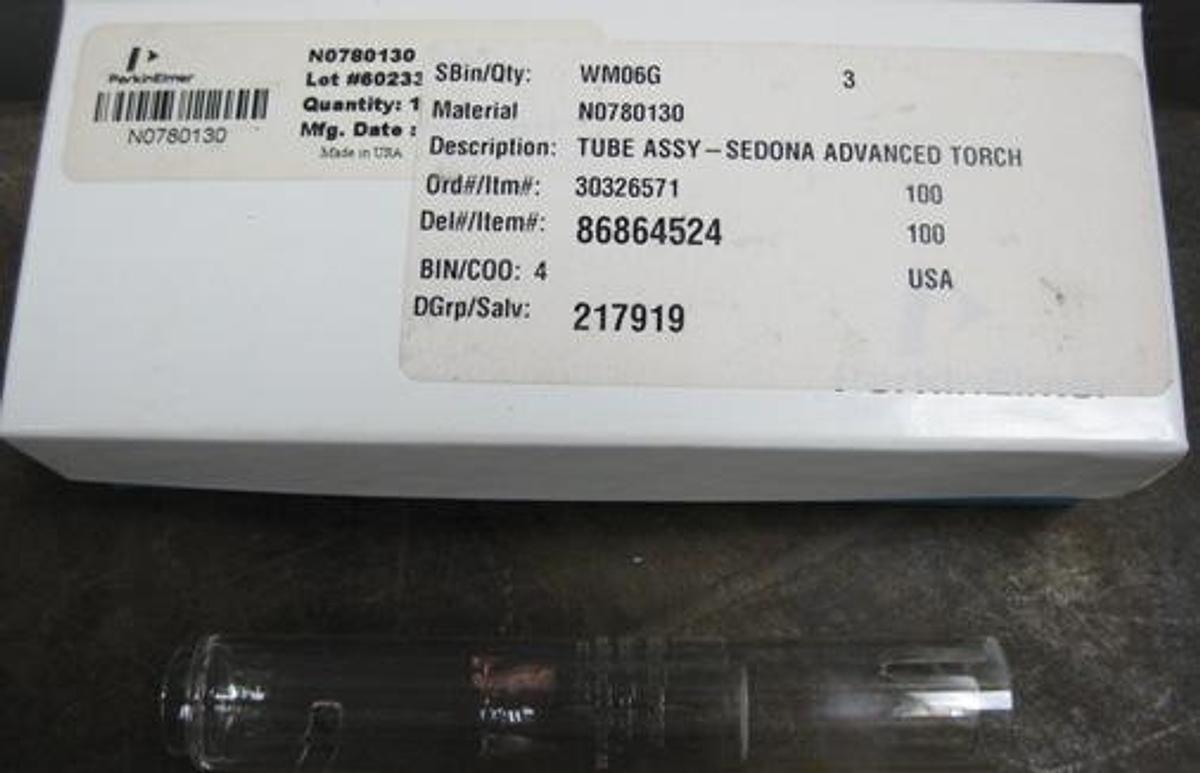 PerkinElmer
N0780130
N0780130
Lot #60233
Quantity: 1
Mfg. Date :
Made in USA
SBin/Qty: WM06G 3
Material N0780130
Description: TUBE ASSY-SEDONA ADVANCED TORCH
Ord#/Itm#: 30326571 100
Del#/Item#: 86864524 100
BIN/COO: 4 USA
DGrp/Salv: 217919